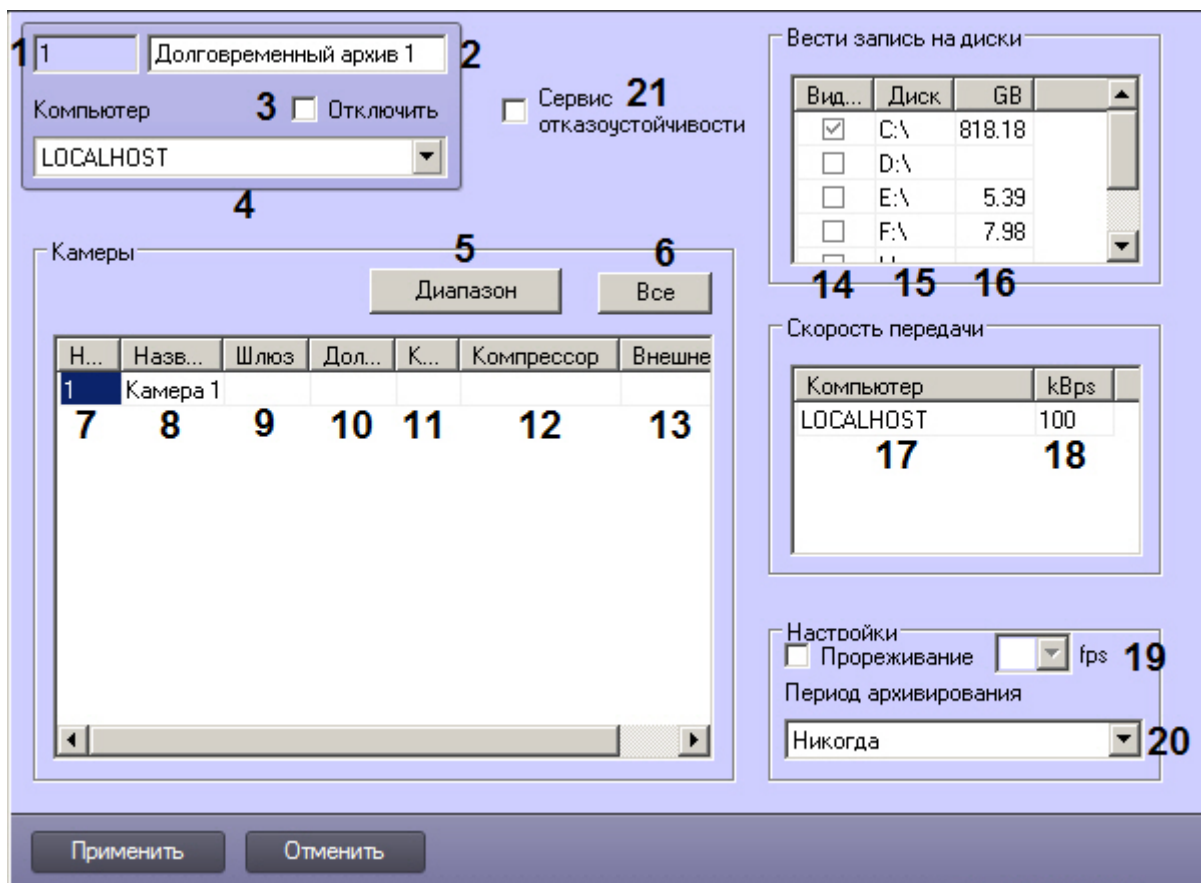 1 1 Долговременный архив 1 2
Компьютер 3 Отключить
LOCALHOST
4
Сервис 21
отказоустойчивости
Камеры
5 6
Диапазон Все
Н... Назв... Шлюз Дол... К... Компрессор Внешне
1 Камера 1
7 8 9 10 11 12 13
Вести запись на диски
Вид... Диск GB
C:\ 818.18
D:\
E:\ 5.39
F:\ 7.98
14 15 16
Скорость передачи
Компьютер kBps
LOCALHOST 100
17 18
Настройки
Прореживание fps 19
Период архивирования
Никогда 20
Применить Отменить